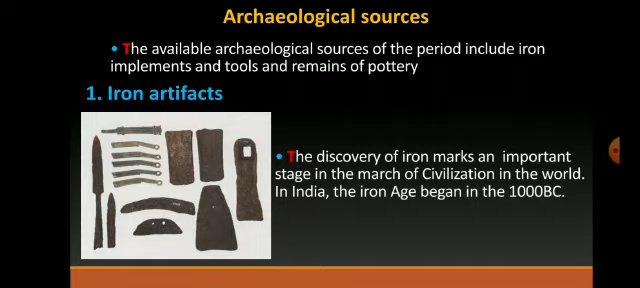 Archaeological sources
• The available archaeological sources of the period include iron
implements and tools and remains of pottery
1. Iron artifacts
• The discovery of iron marks an important
stage in the march of Civilization in the world.
In India, the iron Age began in the 1000BC.